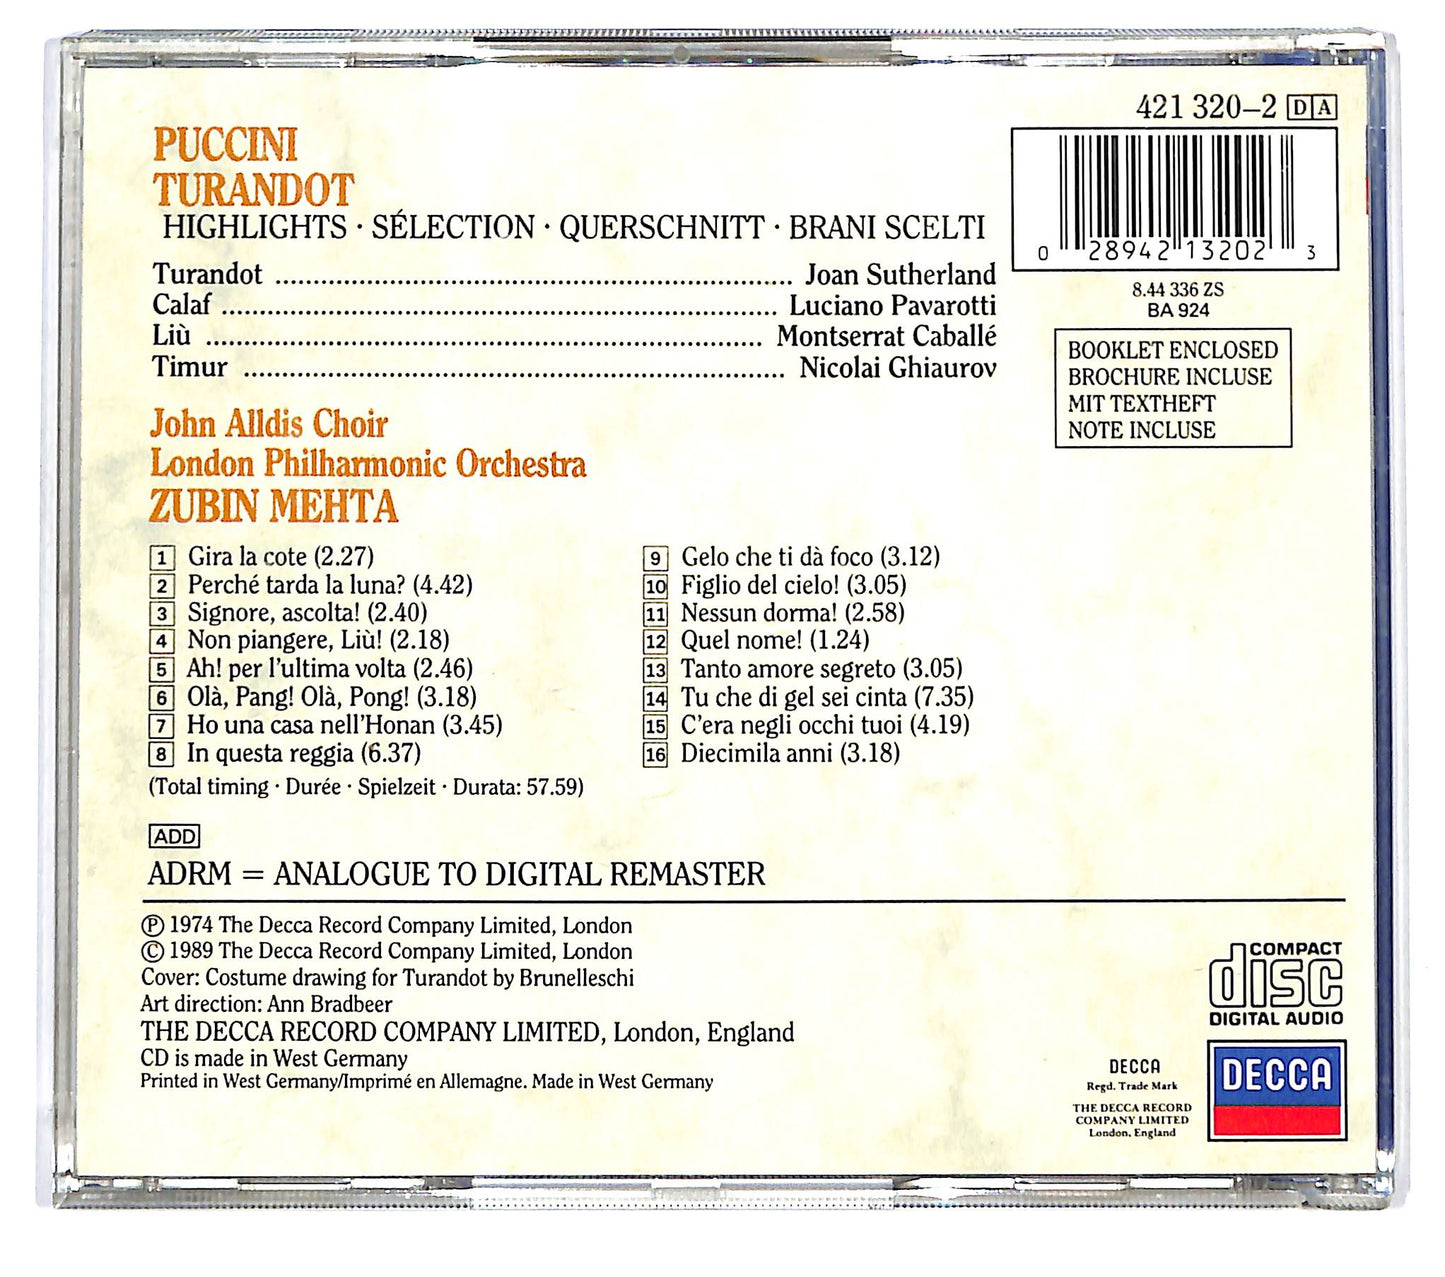 421 320–2 D A
PUCCINI
TURANDOT
HIGHLIGHTS · SÉLECTION · QUERSCHNITT · BRANI SCELTI
0 28942 13202 3
8.44 336 ZS
BA 924
Turandot ........ Joan Sutherland
Calaf ........ Luciano Pavarotti
Liù ........ Montserrat Caballé
Timur ........ Nicolai Ghiaurov
BOOKLET ENCLOSED
BROCHURE INCLUSE
MIT TEXTHEFT
NOTE INCLUSE
John Alldis Choir
London Philharmonic Orchestra
ZUBIN MEHTA
1 Gira la cote (2.27)
2 Perché tarda la luna? (4.42)
3 Signore, ascolta! (2.40)
4 Non piangere, Liù! (2.18)
5 Ah! per l'ultima volta (2.46)
6 Olà, Pang! Olà, Pong! (3.18)
7 Ho una casa nell'Honan (3.45)
8 In questa reggia (6.37)
9 Gelo che ti dà foco (3.12)
10 Figlio del cielo! (3.05)
11 Nessun dorma! (2.58)
12 Quel nome! (1.24)
13 Tanto amore segreto (3.05)
14 Tu che di gel sei cinta (7.35)
15 C'era negli occhi tuoi (4.19)
16 Diecimila anni (3.18)
(Total timing · Durée · Spielzeit · Durata: 57.59)
ADD
ADRM = ANALOGUE TO DIGITAL REMASTER
℗ 1974 The Decca Record Company Limited, London
© 1989 The Decca Record Company Limited, London
Cover: Costume drawing for Turandot by Brunelleschi
Art direction: Ann Bradbeer
THE DECCA RECORD COMPANY LIMITED, London, England
CD is made in West Germany
Printed in West Germany/Imprimé en Allemagne. Made in West Germany
COMPACT
disc
DIGITAL AUDIO
DECCA
Regd. Trade Mark
THE DECCA RECORD
COMPANY LIMITED
London, England
DECCA